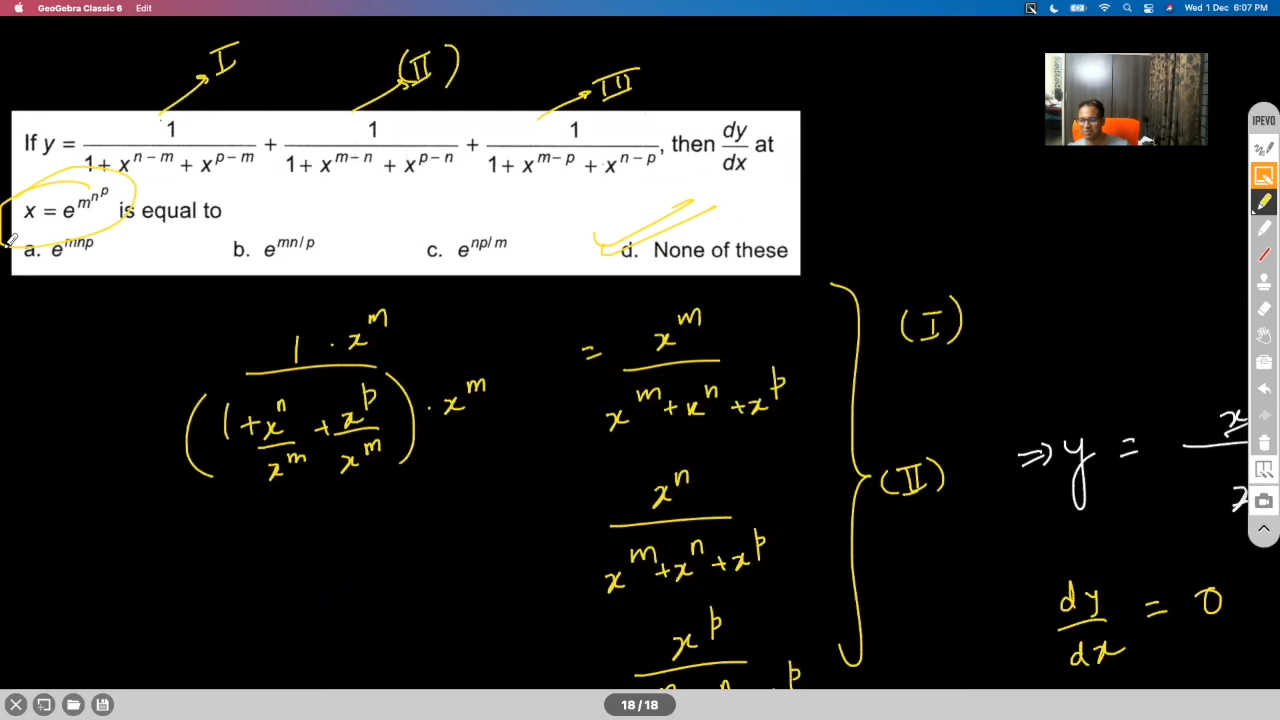 GeoGebra Classic 6 Edit Wed 1 Dec 6:07 PM
I (II) III
If y = 1/(1 + x^(n – m) + x^(p – m)) + 1/(1 + x^(m – n) + x^(p – n)) + 1/(1 + x^(m – p) + x^(n – p)), then dy/dx at
x = e^(m^(n^p)) is equal to
a. e^(mnp) b. e^(mn/p) c. e^(np/m) d. None of these
IPEVO
(1 · x^m)/((1 + x^n/x^m + x^p/x^m) · x^m) = x^m/(x^m + x^n + x^p) (I)
x^n/(x^m + x^n + x^p) (II)
⇒ y =
x^p
dy/dx = 0
18 / 18